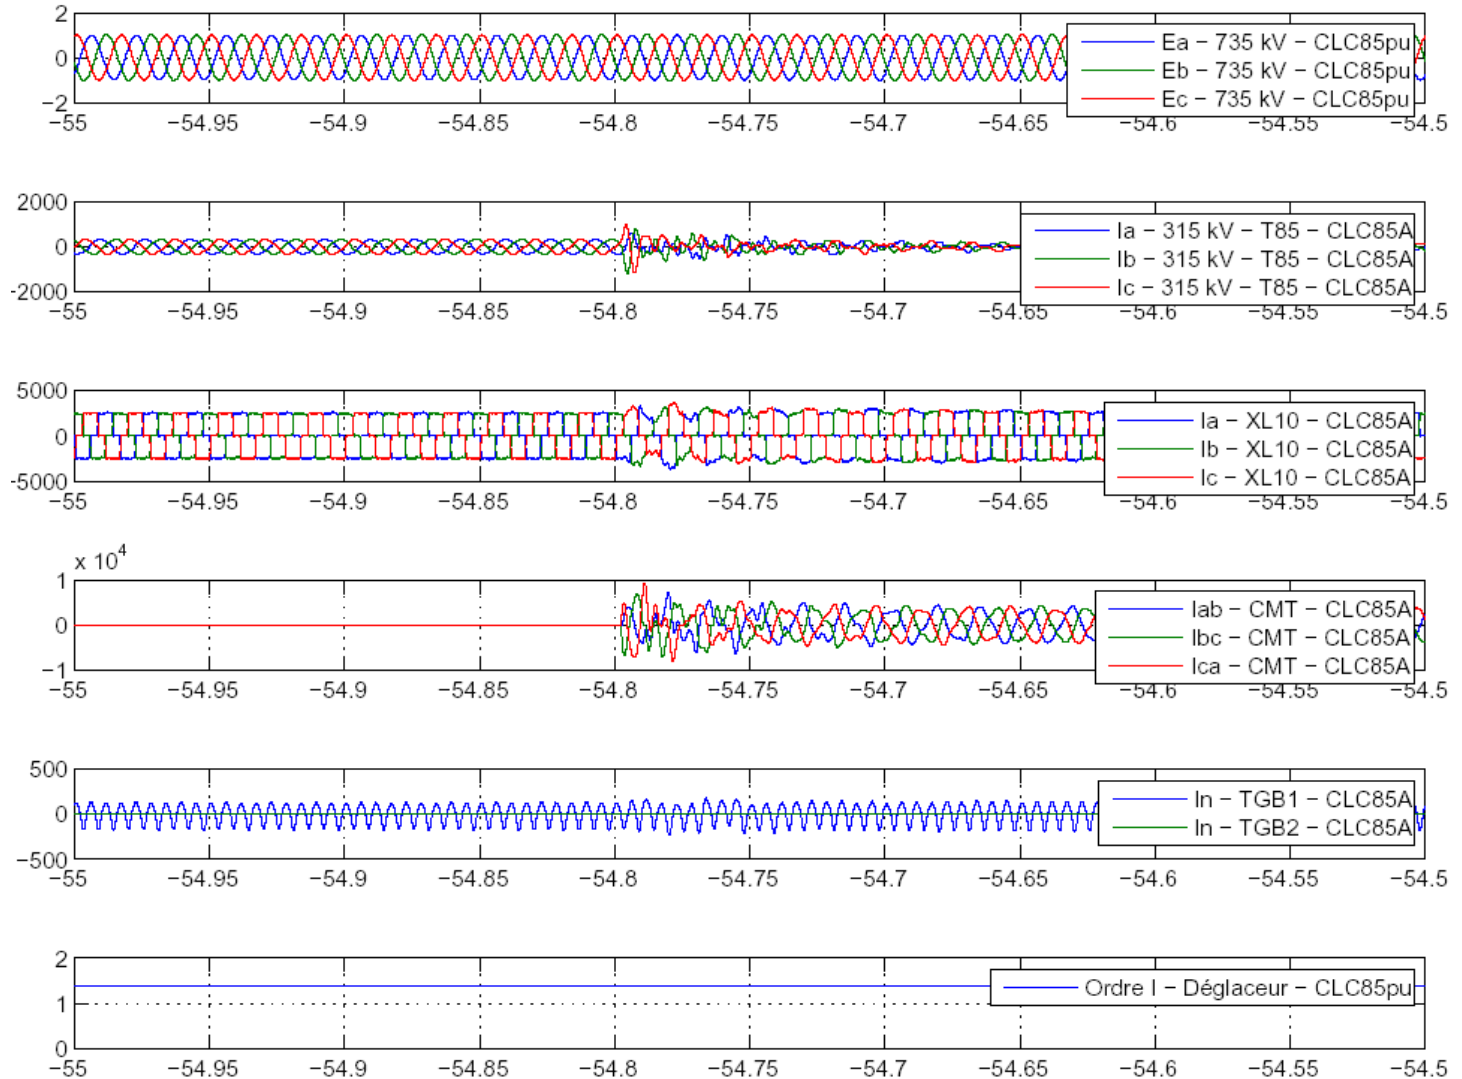 2
0
−2
Ea − 735 kV − CLC85pu
Eb − 735 kV − CLC85pu
Ec − 735 kV − CLC85pu
−55 −54.95 −54.9 −54.85 −54.8 −54.75 −54.7 −54.65 −54.6 −54.55 −54.5
2000
0
-2000
Ia − 315 kV − T85 − CLC85A
Ib − 315 kV − T85 − CLC85A
Ic − 315 kV − T85 − CLC85A
−55 −54.95 −54.9 −54.85 −54.8 −54.75 −54.7 −54.65 −54.6 −54.55 −54.5
5000
0
-5000
Ia − XL10 − CLC85A
Ib − XL10 − CLC85A
Ic − XL10 − CLC85A
−55 −54.95 −54.9 −54.85 −54.8 −54.75 −54.7 −54.65 −54.6 −54.55 −54.5
x 10^4
1
0
−1
Iab − CMT − CLC85A
Ibc − CMT − CLC85A
Ica − CMT − CLC85A
−55 −54.95 −54.9 −54.85 −54.8 −54.75 −54.7 −54.65 −54.6 −54.55 −54.5
500
0
−500
In − TGB1 − CLC85A
In − TGB2 − CLC85A
−55 −54.95 −54.9 −54.85 −54.8 −54.75 −54.7 −54.65 −54.6 −54.55 −54.5
2
1
0
Ordre I − Déglaceur − CLC85pu
−55 −54.95 −54.9 −54.85 −54.8 −54.75 −54.7 −54.65 −54.6 −54.55 −54.5